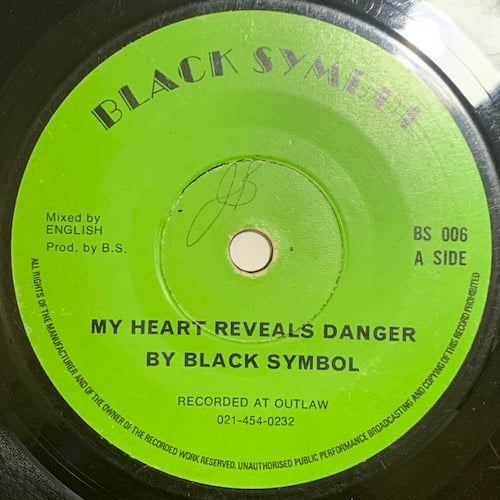 BLACK SYMBOL
Mixed by
ENGLISH
Prod. by B.S.
BS 006
A SIDE
MY HEART REVEALS DANGER
BY BLACK SYMBOL
RECORDED AT OUTLAW
021-454-0232
ALL RIGHTS OF THE MANUFACTURER AND OF THE OWNER OF THE RECORDED WORK RESERVED. UNAUTHORISED PUBLIC PERFORMANCE BROADCASTING AND COPYING OF THIS RECORD PROHIBITED